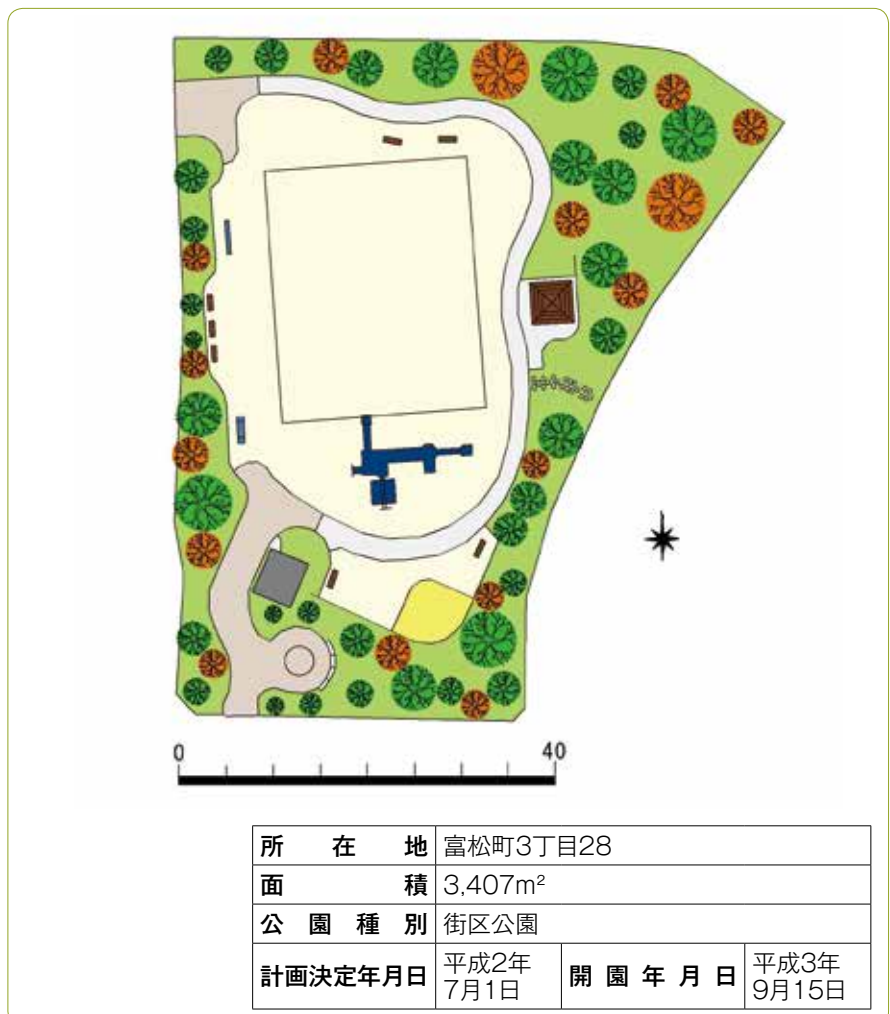 0 40
所在地 富松町3丁目28
面積 3,407m²
公園種別 街区公園
計画決定年月日 平成2年7月1日 開園年月日 平成3年9月15日